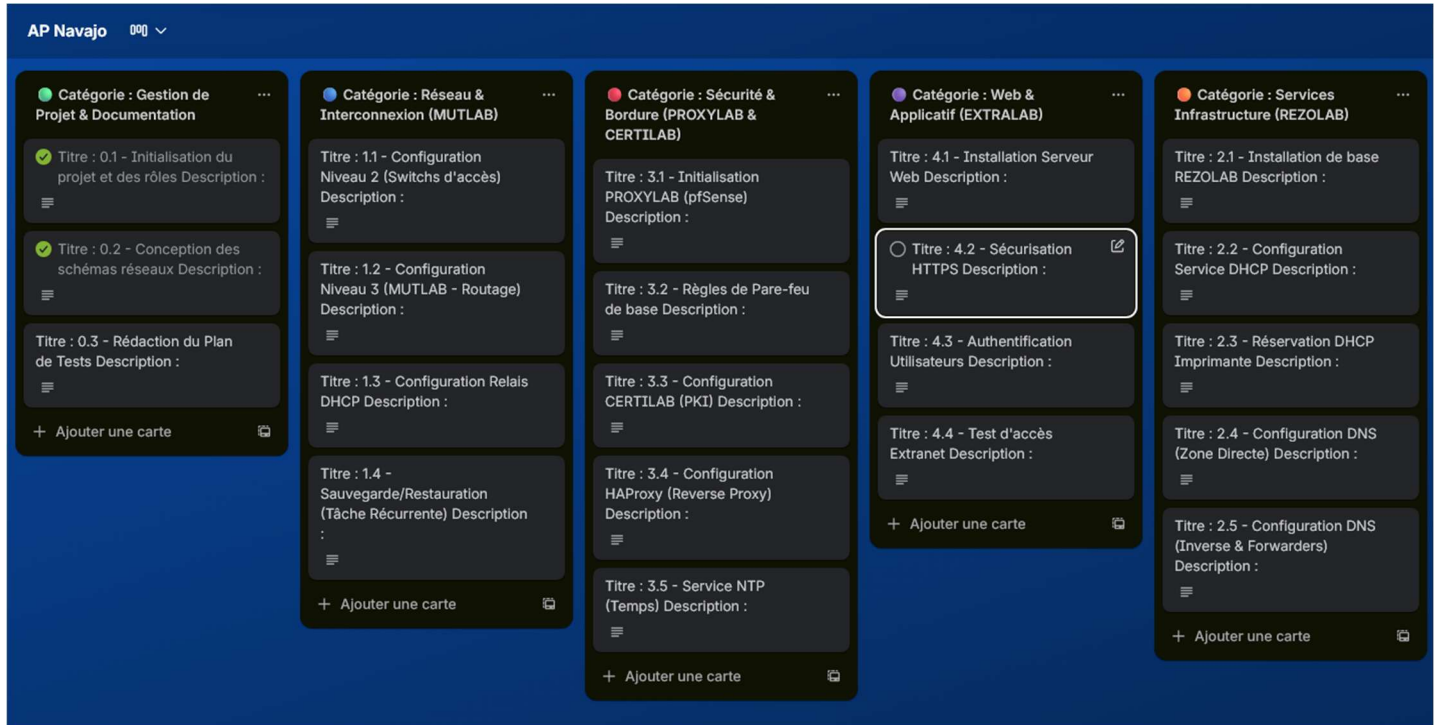 AP Navajo
Catégorie : Gestion de
Projet & Documentation
Titre : 0.1 - Initialisation du
projet et des rôles Description :
Titre : 0.2 - Conception des
schémas réseaux Description :
Titre : 0.3 - Rédaction du Plan
de Tests Description :
+ Ajouter une carte
Catégorie : Réseau &
Interconnexion (MUTLAB)
Titre : 1.1 - Configuration
Niveau 2 (Switchs d'accès)
Description :
Titre : 1.2 - Configuration
Niveau 3 (MUTLAB - Routage)
Description :
Titre : 1.3 - Configuration Relais
DHCP Description :
Titre : 1.4 -
Sauvegarde/Restauration
(Tâche Récurrente) Description
:
+ Ajouter une carte
Catégorie : Sécurité &
Bordure (PROXYLAB &
CERTILAB)
Titre : 3.1 - Initialisation
PROXYLAB (pfSense)
Description :
Titre : 3.2 - Règles de Pare-feu
de base Description :
Titre : 3.3 - Configuration
CERTILAB (PKI) Description :
Titre : 3.4 - Configuration
HAProxy (Reverse Proxy)
Description :
Titre : 3.5 - Service NTP
(Temps) Description :
+ Ajouter une carte
Catégorie : Web &
Applicatif (EXTRALAB)
Titre : 4.1 - Installation Serveur
Web Description :
Titre : 4.2 - Sécurisation
HTTPS Description :
Titre : 4.3 - Authentification
Utilisateurs Description :
Titre : 4.4 - Test d'accès
Extranet Description :
+ Ajouter une carte
Catégorie : Services
Infrastructure (REZOLAB)
Titre : 2.1 - Installation de base
REZOLAB Description :
Titre : 2.2 - Configuration
Service DHCP Description :
Titre : 2.3 - Réservation DHCP
Imprimante Description :
Titre : 2.4 - Configuration DNS
(Zone Directe) Description :
Titre : 2.5 - Configuration DNS
(Inverse & Forwarders)
Description :
+ Ajouter une carte